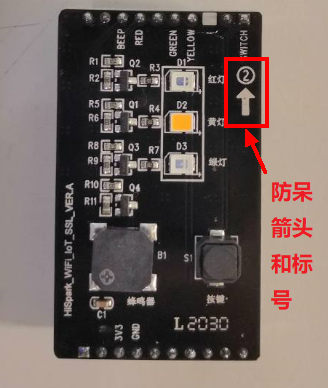 BEEP
RED
GREEN
YELLOW
SWITCH
②
R1
R2
Q2
R3
D1
红灯
R5
R6
Q1
R4
D2
黄灯
R8
R9
Q3
R7
D3
绿灯
R10
R11
Q4
防呆
箭头
和标
号
HiSpark_WiFi_IoT_SSL_VER.A
B1
S1
C1
蜂鸣器
按键
3V3
GND
L2030